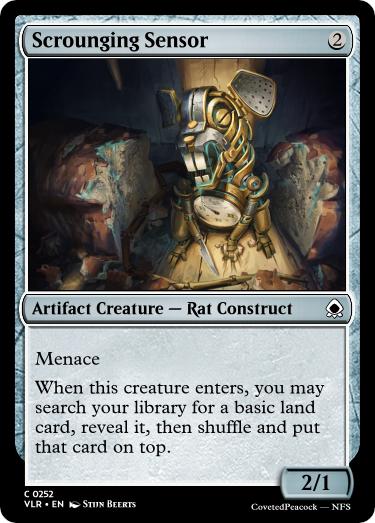 Scrounging Sensor 2
Artifact Creature — Rat Construct
Menace
When this creature enters, you may
search your library for a basic land
card, reveal it, then shuffle and put
that card on top.
2/1
C 0252
VLR • EN Stijn Beerts
CovetedPeacock — NFS